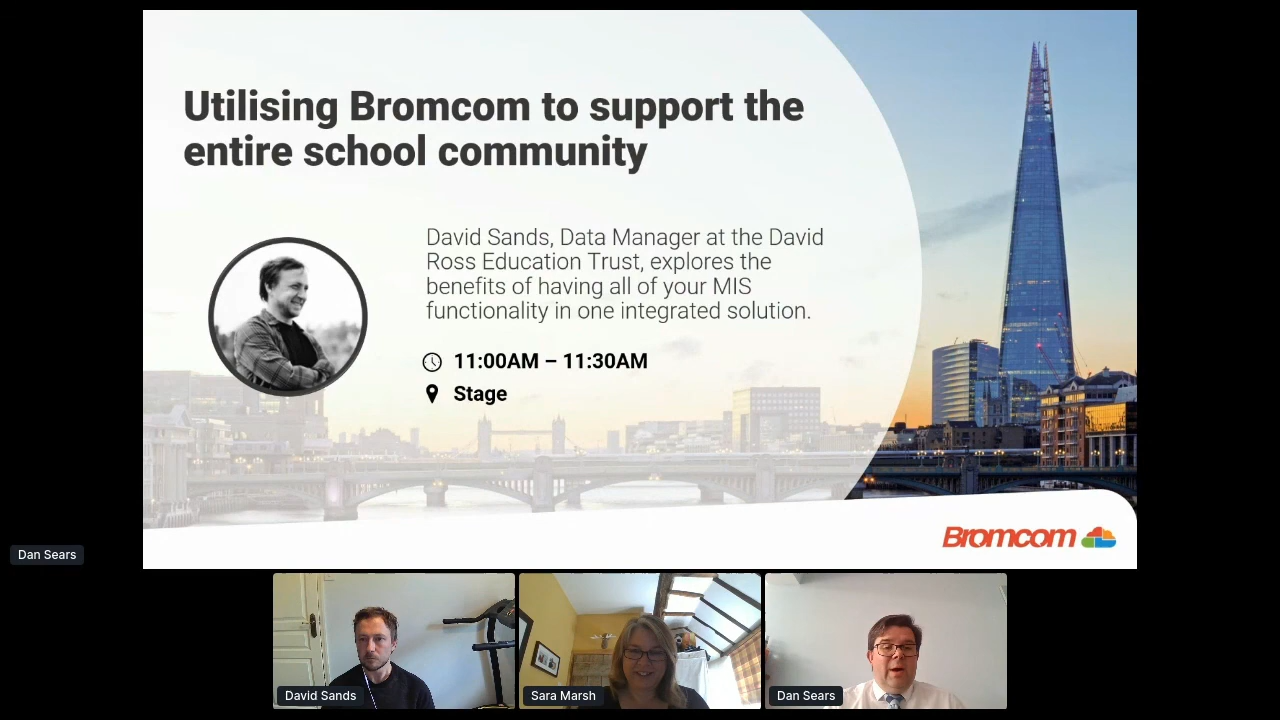 Utilising Bromcom to support the
entire school community
David Sands, Data Manager at the David
Ross Education Trust, explores the
benefits of having all of your MIS
functionality in one integrated solution.
11:00AM – 11:30AM
Stage
Bromcom
Dan Sears
David Sands
Sara Marsh
Dan Sears